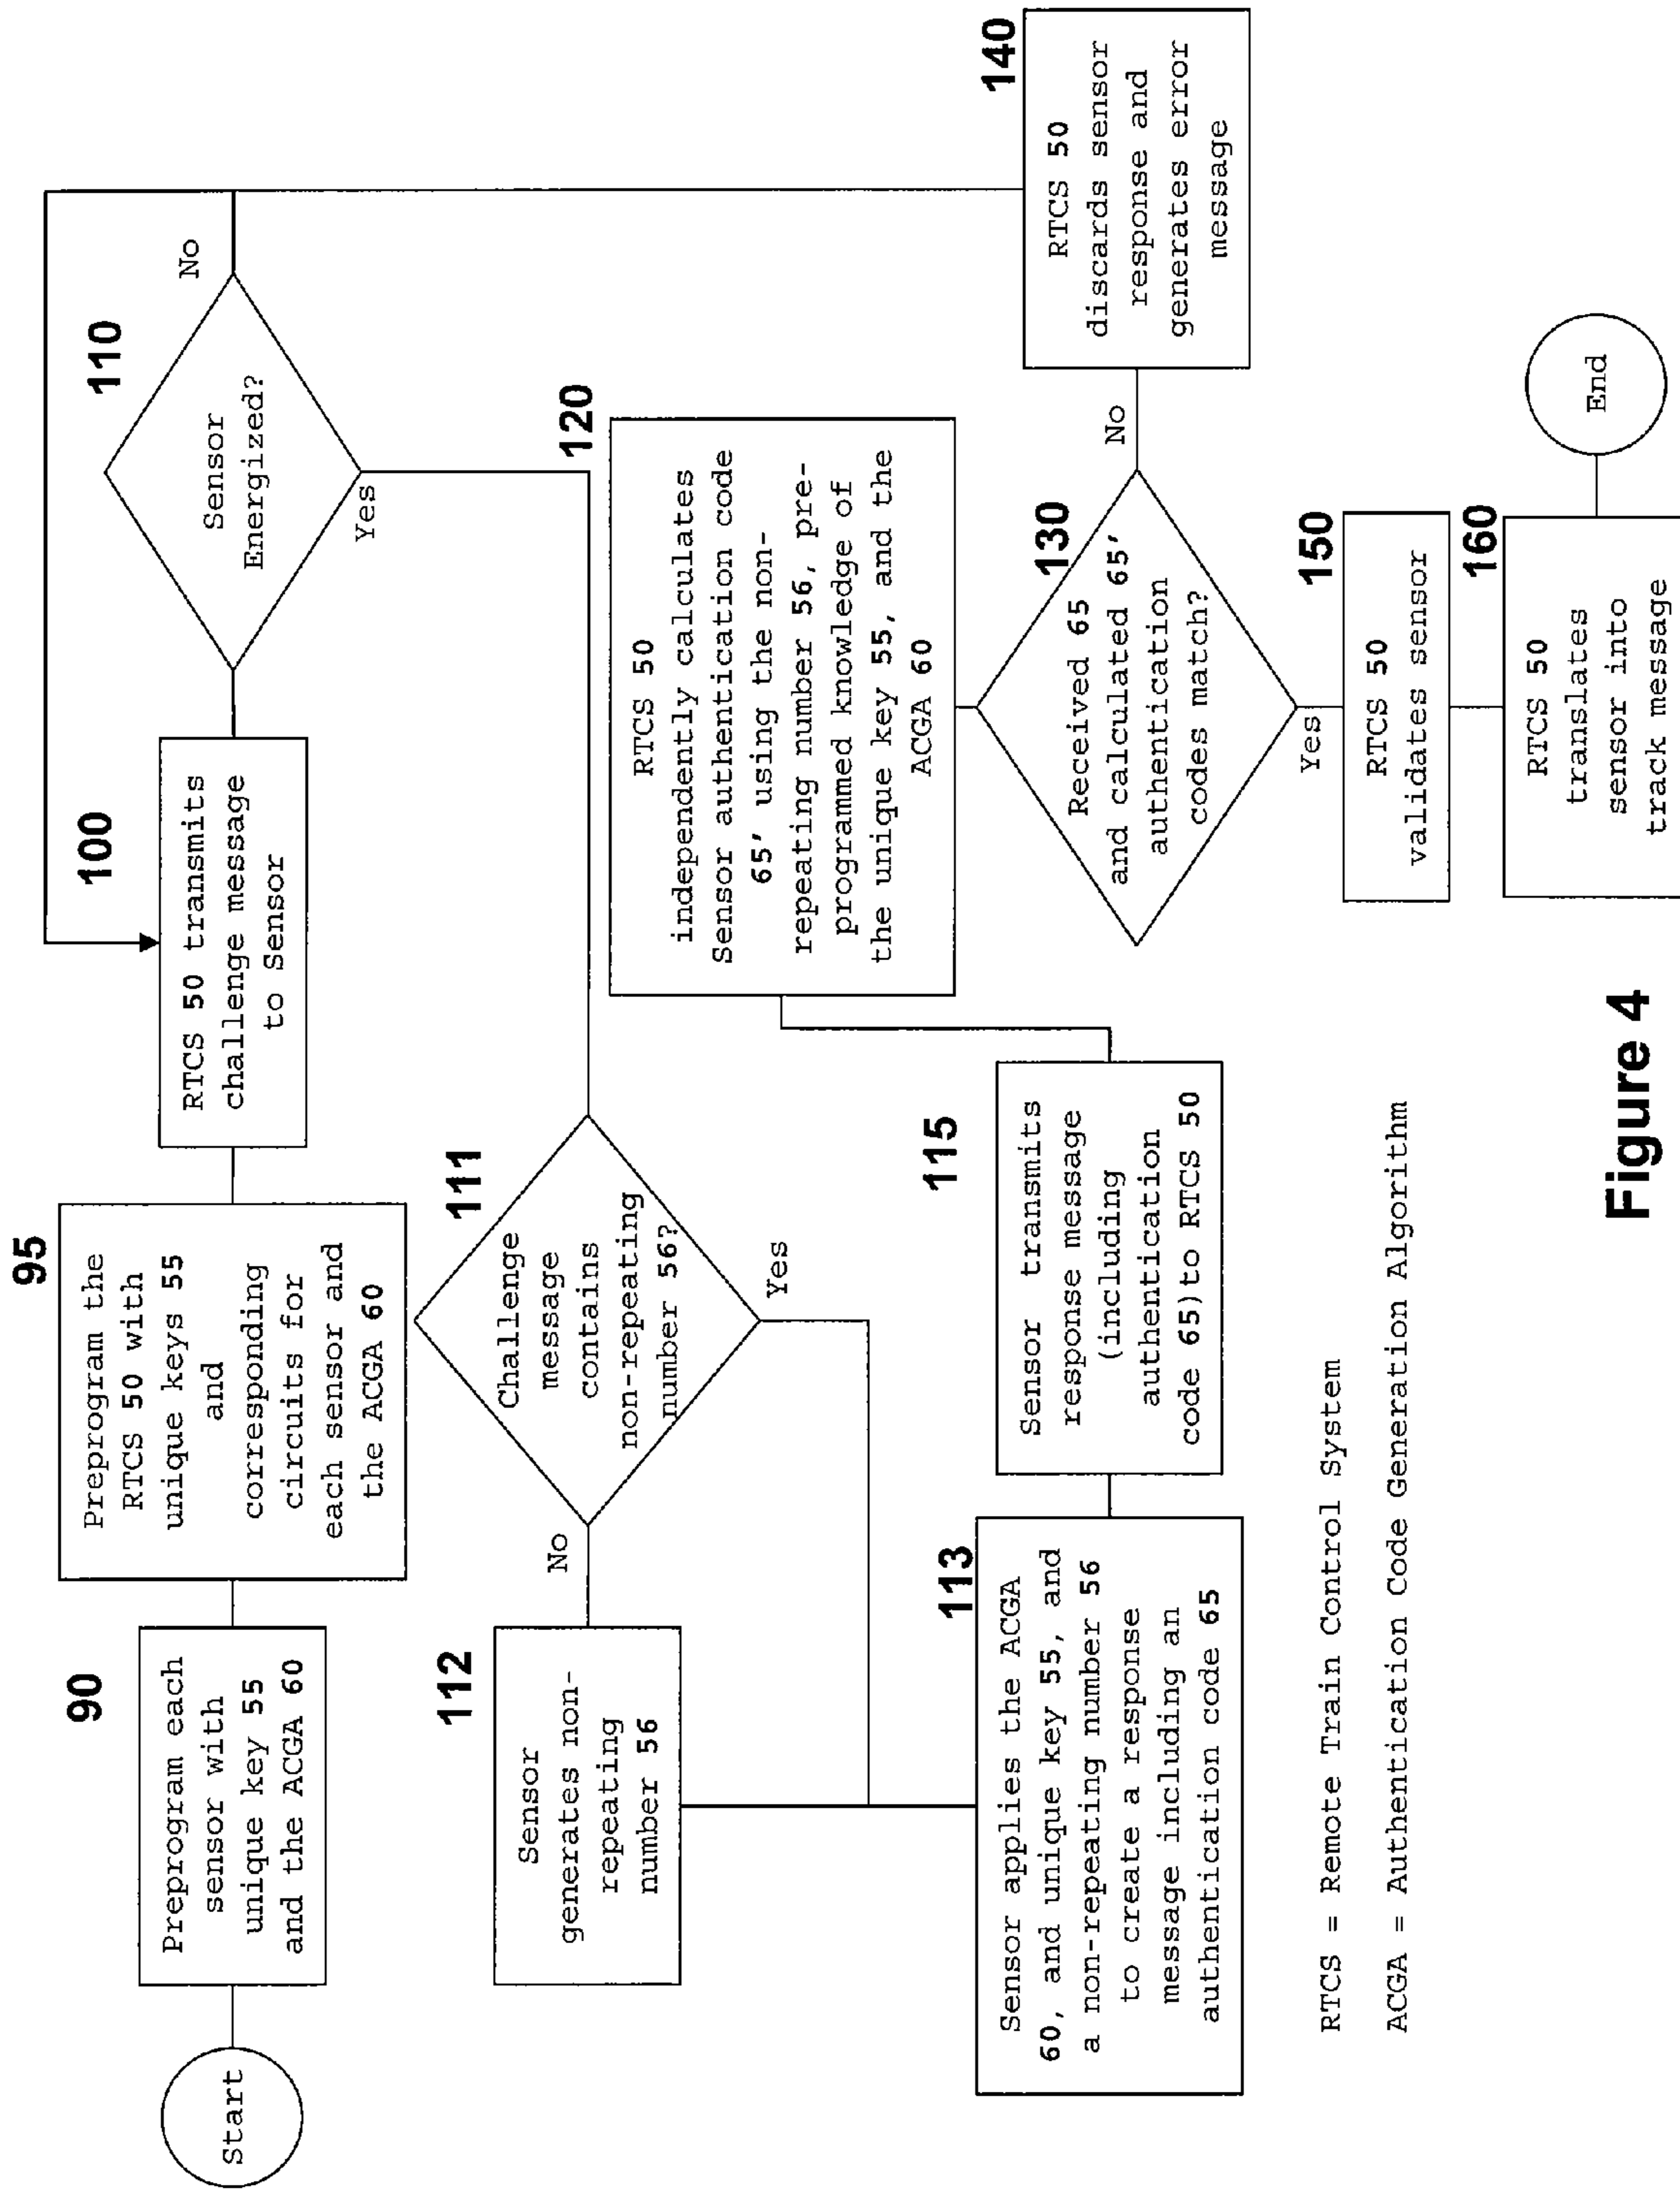 Start
90
Preprogram each
sensor with
unique key 55
and the ACGA 60
95
Preprogram the
RTCS 50 with
unique keys 55
and
corresponding
circuits for
each sensor and
the ACGA 60
100
RTCS 50 transmits
challenge message
to Sensor
110
Sensor
Energized?
No
Yes
111
Challenge
message
contains
non-repeating
number 56?
No
Yes
112
Sensor
generates non-
repeating
number 56
113
Sensor applies the ACGA
60, and unique key 55, and
a non-repeating number 56
to create a response
message including an
authentication code 65
115
Sensor transmits
response message
(including
authentication
code 65)to RTCS 50
120
RTCS 50
independently calculates
Sensor authentication code
65' using the non-
repeating number 56, pre-
programmed knowledge of
the unique key 55, and the
ACGA 60
130
Received 65
and calculated 65'
authentication
codes match?
No
Yes
140
RTCS 50
discards sensor
response and
generates error
message
150
RTCS 50
validates sensor
160
RTCS 50
translates
sensor into
track message
End
RTCS = Remote Train Control System
ACGA = Authentication Code Generation Algorithm
Figure 4